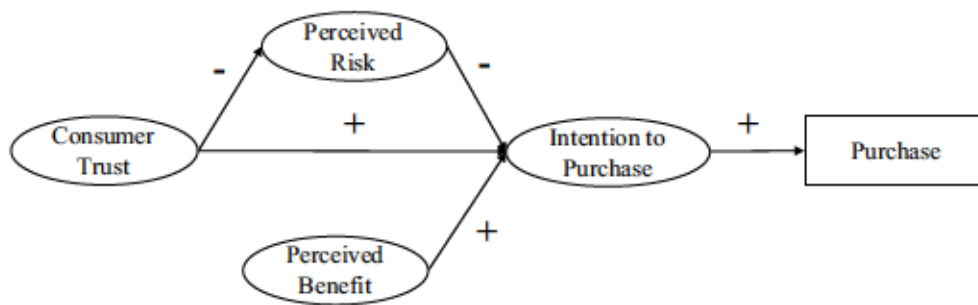 Perceived
Risk
-
-
+
Consumer
Trust
Intention to
Purchase
+
Purchase
+
Perceived
Benefit